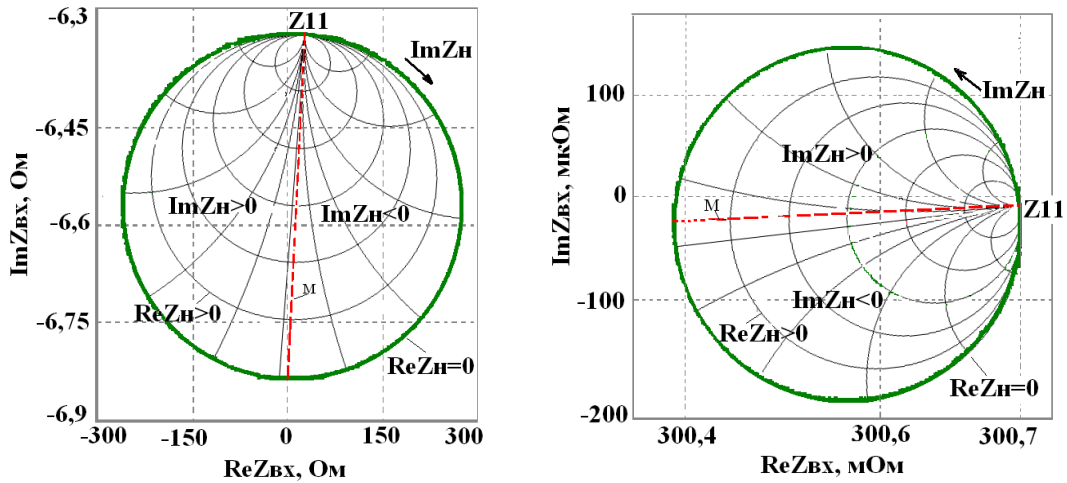 -6,3
Z11
ImZн
-6,45
ImZвх, Ом
ImZн>0
ImZн<0
-6,6
м
ReZн>0
-6,75
ReZн=0
-6,9
-300
-150
0
150
300
ReZвх, Ом
100
ImZн
ImZн>0
ImZвх, мкОм
0
м
Z11
ImZн<0
-100
ReZн>0
ReZн=0
-200
300,4
300,6
300,7
ReZвх, мОм